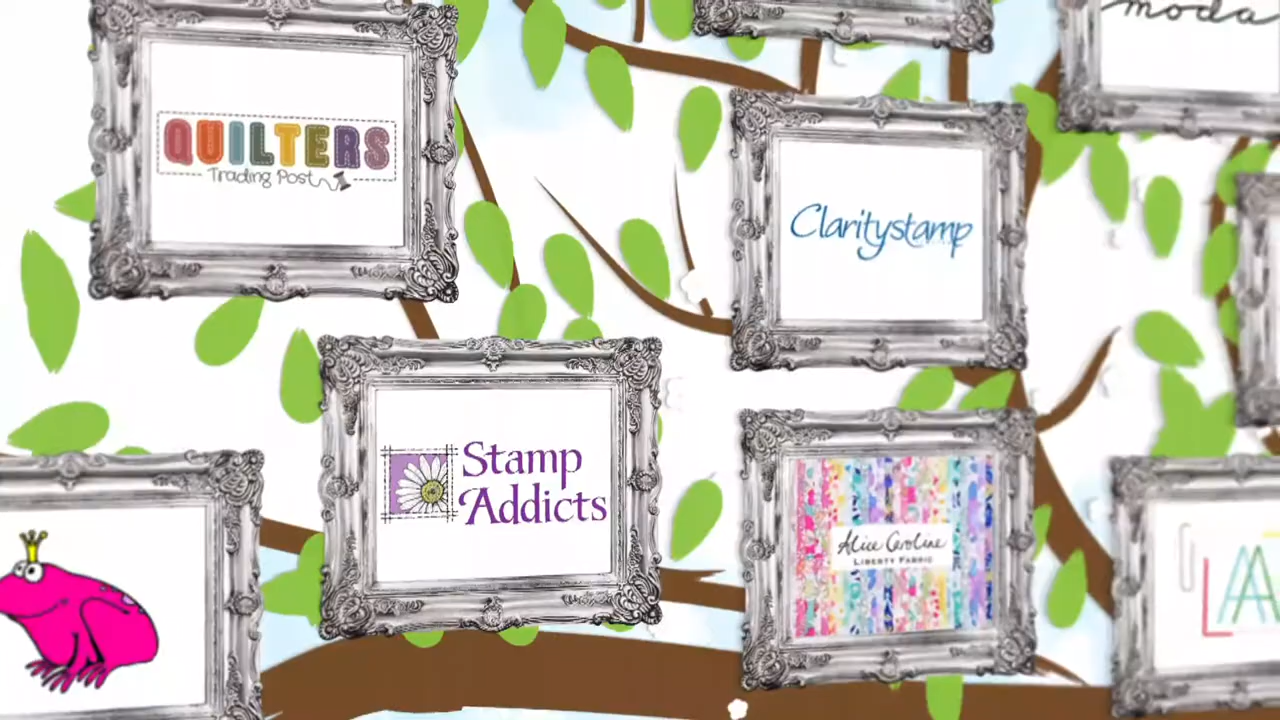 moda
QUILTERS
Trading Post
Claritystamp
Stamp
Addicts
Alice Caroline
LIBERTY FABRIC